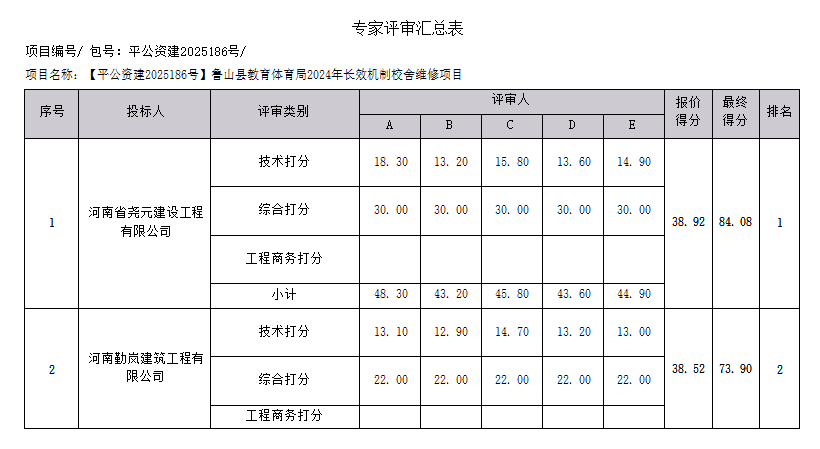 专家评审汇总表
项目编号/ 包号：平公资建2025186号/
项目名称：【平公资建2025186号】鲁山县教育体育局2024年长效机制校舍维修项目
序号 投标人 评审类别 评审人 报价得分 最终得分 排名
A B C D E
1 河南省尧元建设工程有限公司 技术打分 18.30 13.20 15.80 13.60 14.90 38.92 84.08 1
综合打分 30.00 30.00 30.00 30.00 30.00
工程商务打分
小计 48.30 43.20 45.80 43.60 44.90
2 河南勤岚建筑工程有限公司 技术打分 13.10 12.90 14.70 13.20 13.00 38.52 73.90 2
综合打分 22.00 22.00 22.00 22.00 22.00
工程商务打分